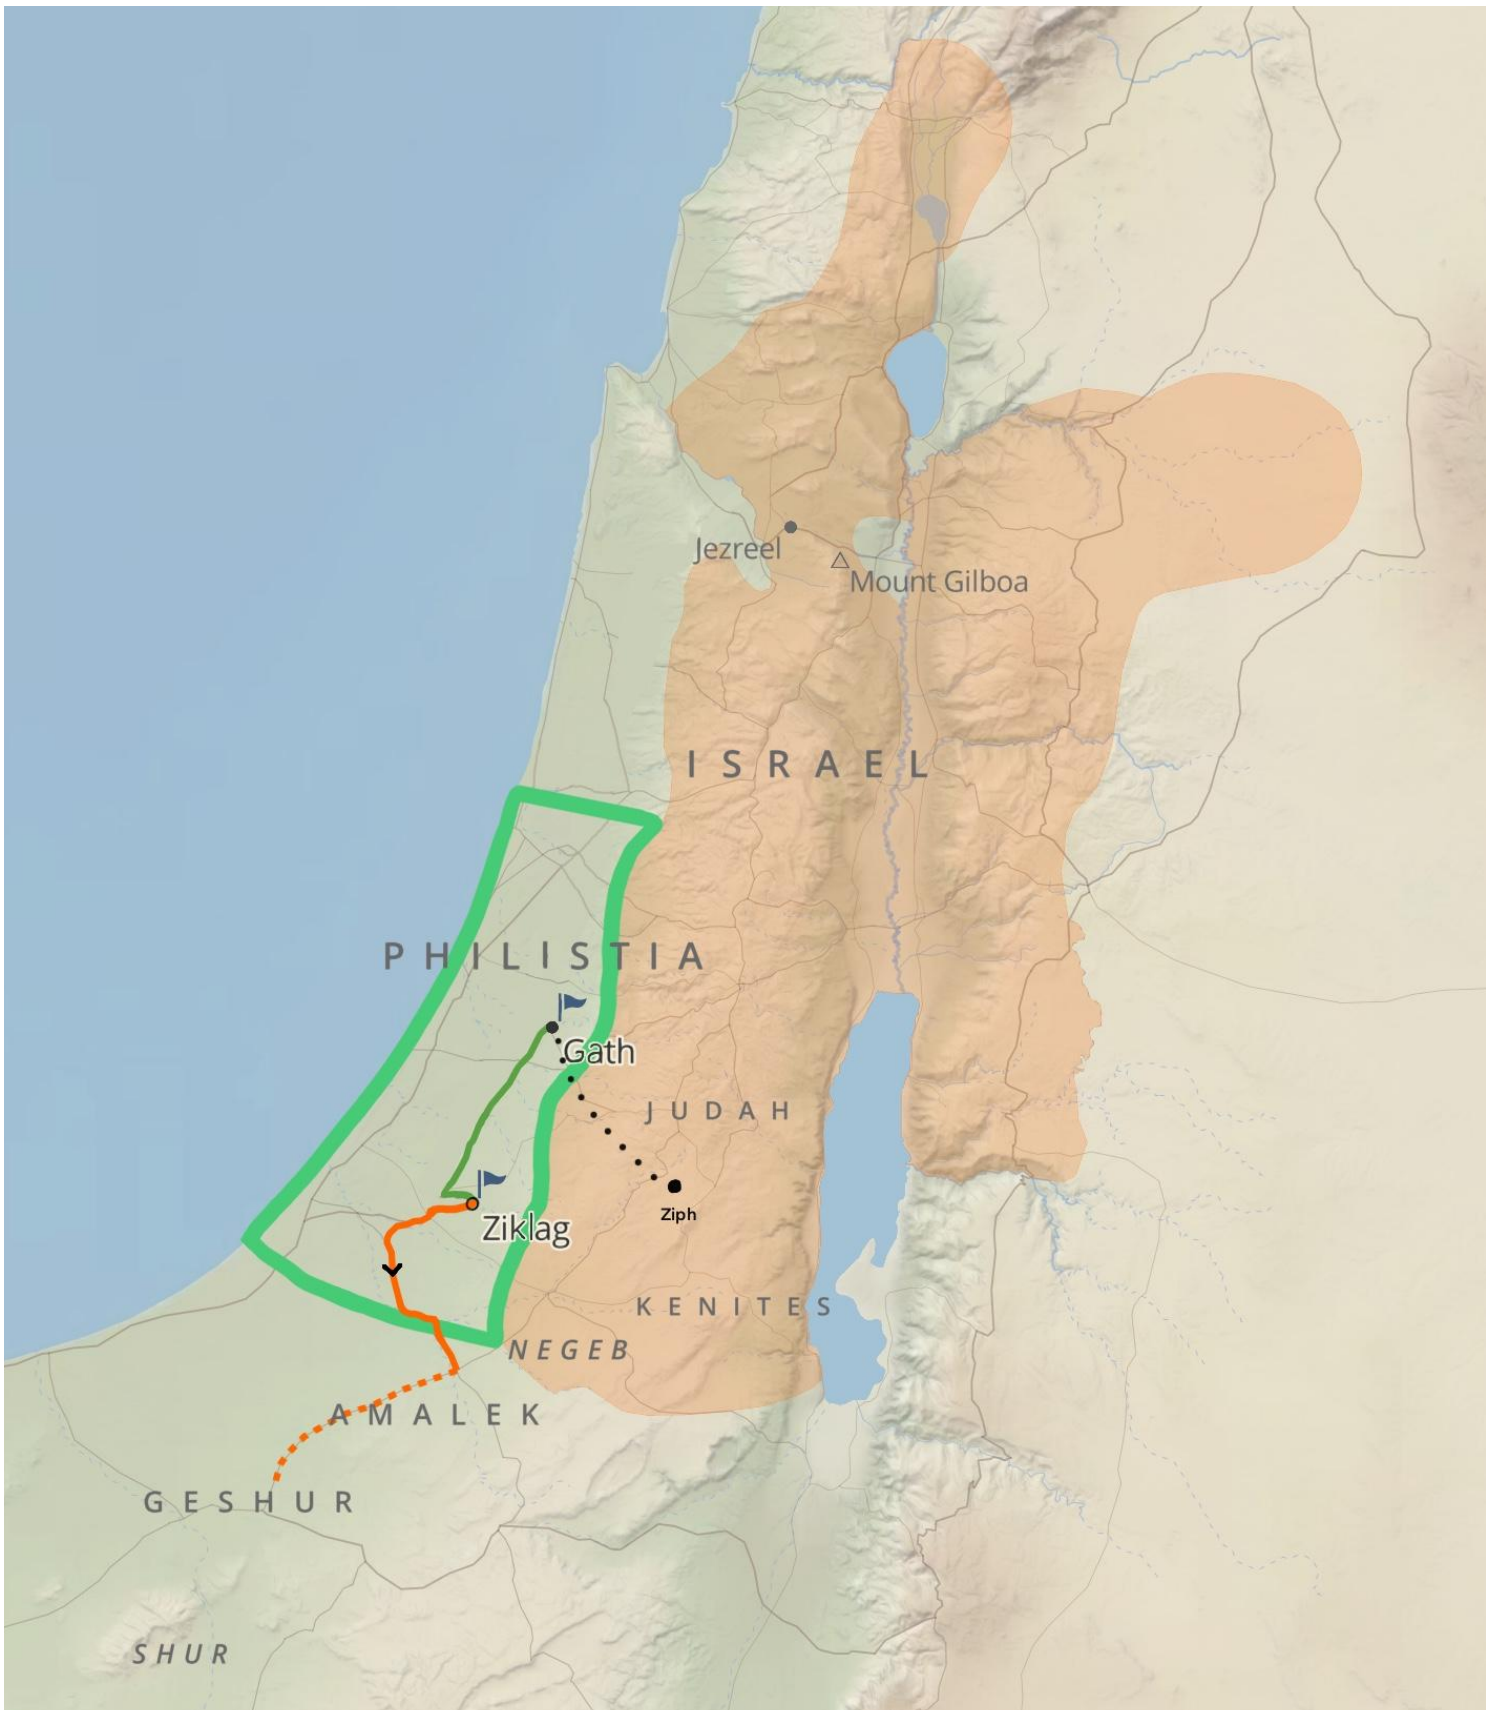 Jezreel
Mount Gilboa
ISRAEL
PHILISTIA
Gath
JUDAH
Ziph
Ziklag
KENITES
NEGEB
AMALEK
GESHUR
SHUR